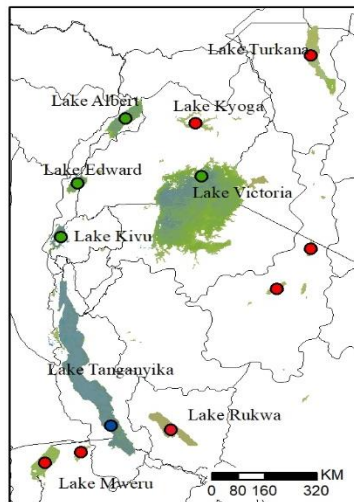 Lake Turkana
Lake Albert
Lake Kyoga
Lake Edward
Lake Victoria
Lake Kivu
Lake Tanganyika
Lake Rukwa
Lake Mweru
KM
0 80 160 320